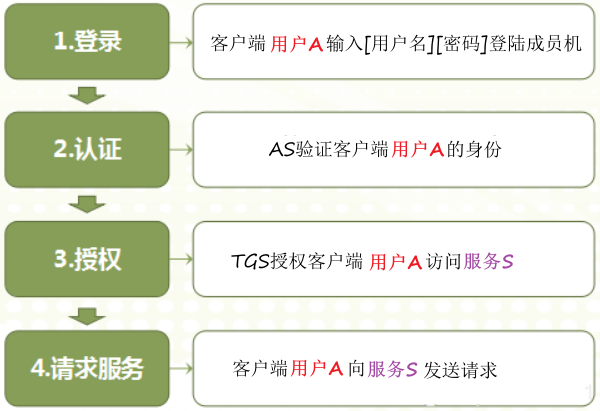 1.登录
客户端 用户A 输入[用户名][密码]登陆成员机
2.认证
AS验证客户端 用户A 的身份
3.授权
TGS授权客户端 用户A 访问服务S
4.请求服务
客户端 用户A 向服务S 发送请求